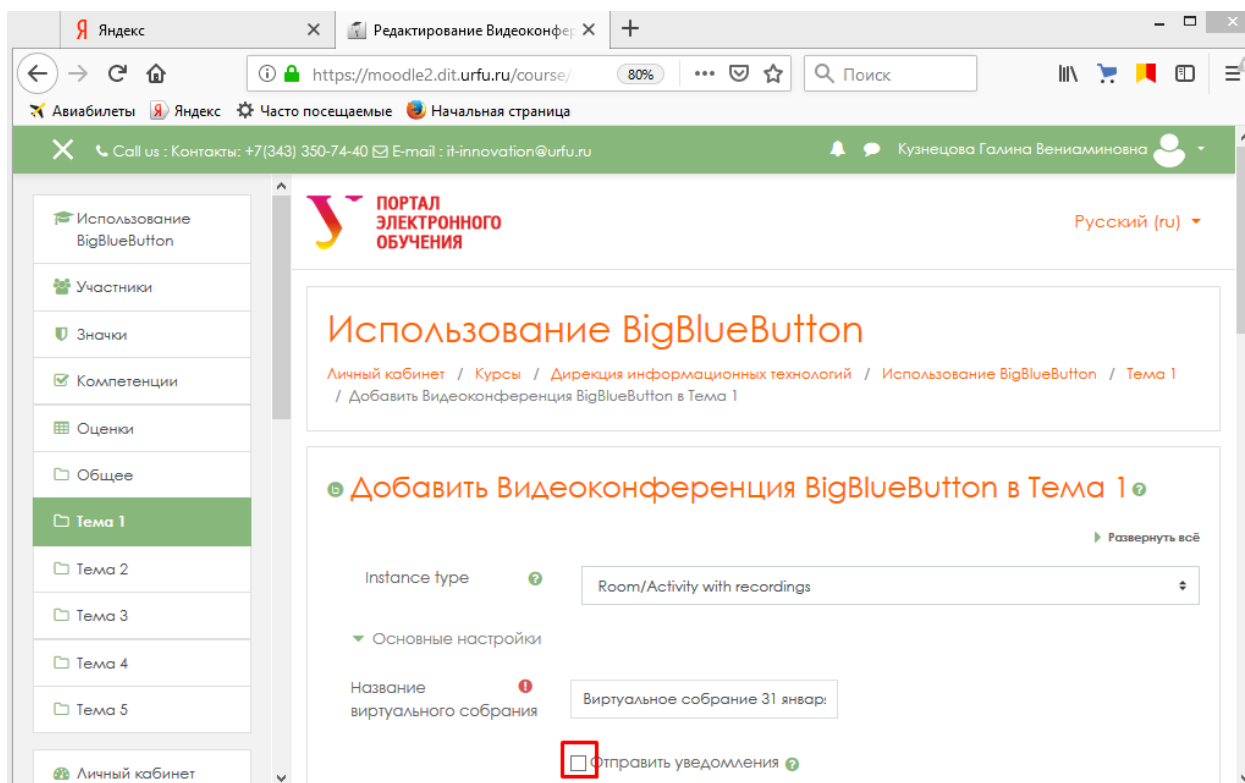 Яндекс
Редактирование Видеоконфер
https://moodle2.dit.urfu.ru/course/
80%
Поиск
Авиабилеты Яндекс Часто посещаемые Начальная страница
Call us : Контакты: +7(343) 350-74-40 E-mail : it-innovation@urfu.ru
Кузнецова Галина Вениаминовна
Использование
BigBlueButton
Участники
Значки
Компетенции
Оценки
Общее
Тема 1
Тема 2
Тема 3
Тема 4
Тема 5
Личный кабинет
ПОРТАЛ
ЭЛЕКТРОННОГО
ОБУЧЕНИЯ
Русский (ru)
Использование BigBlueButton
Личный кабинет / Курсы / Дирекция информационных технологий / Использование BigBlueButton / Тема 1
/ Добавить Видеоконференция BigBlueButton в Тема 1
Добавить Видеоконференция BigBlueButton в Тема 1
Развернуть всё
Instance type
Room/Activity with recordings
Основные настройки
Название
виртуального собрания
Виртуальное собрание 31 январ
Отправить уведомления